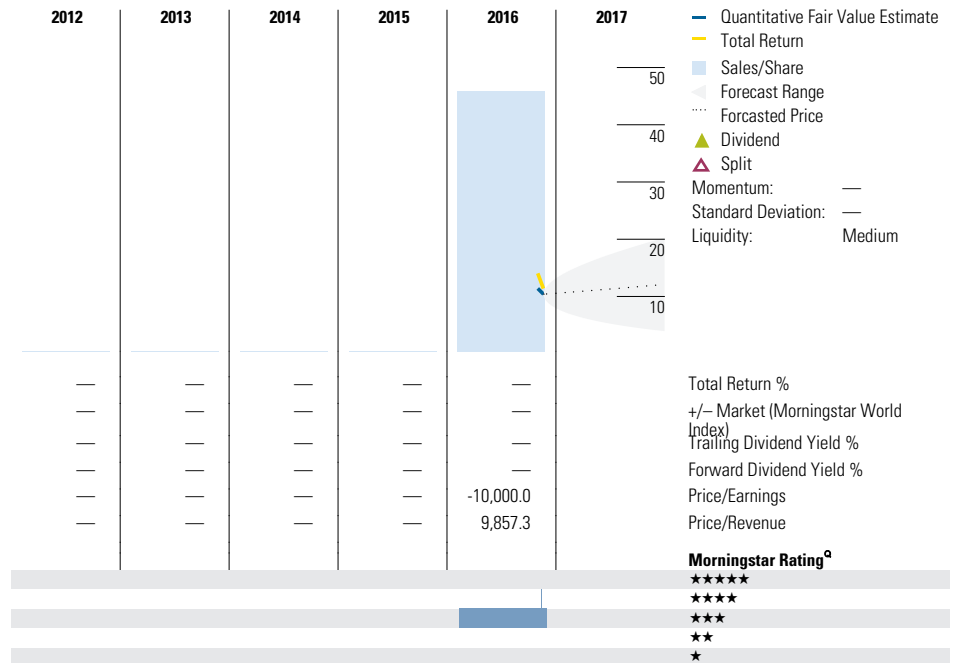 2012 2013 2014 2015 2016 2017
Quantitative Fair Value Estimate
Total Return
Sales/Share
Forecast Range
Forcasted Price
Dividend
Split
Momentum: —
Standard Deviation: —
Liquidity: Medium
50
40
30
20
10
— — — — — Total Return %
— — — — — +/– Market (Morningstar World
Index)
— — — — — Trailing Dividend Yield %
— — — — — Forward Dividend Yield %
— — — — -10,000.0 Price/Earnings
— — — — 9,857.3 Price/Revenue
Morningstar RatingQ
★★★★★
★★★★
★★★
★★
★